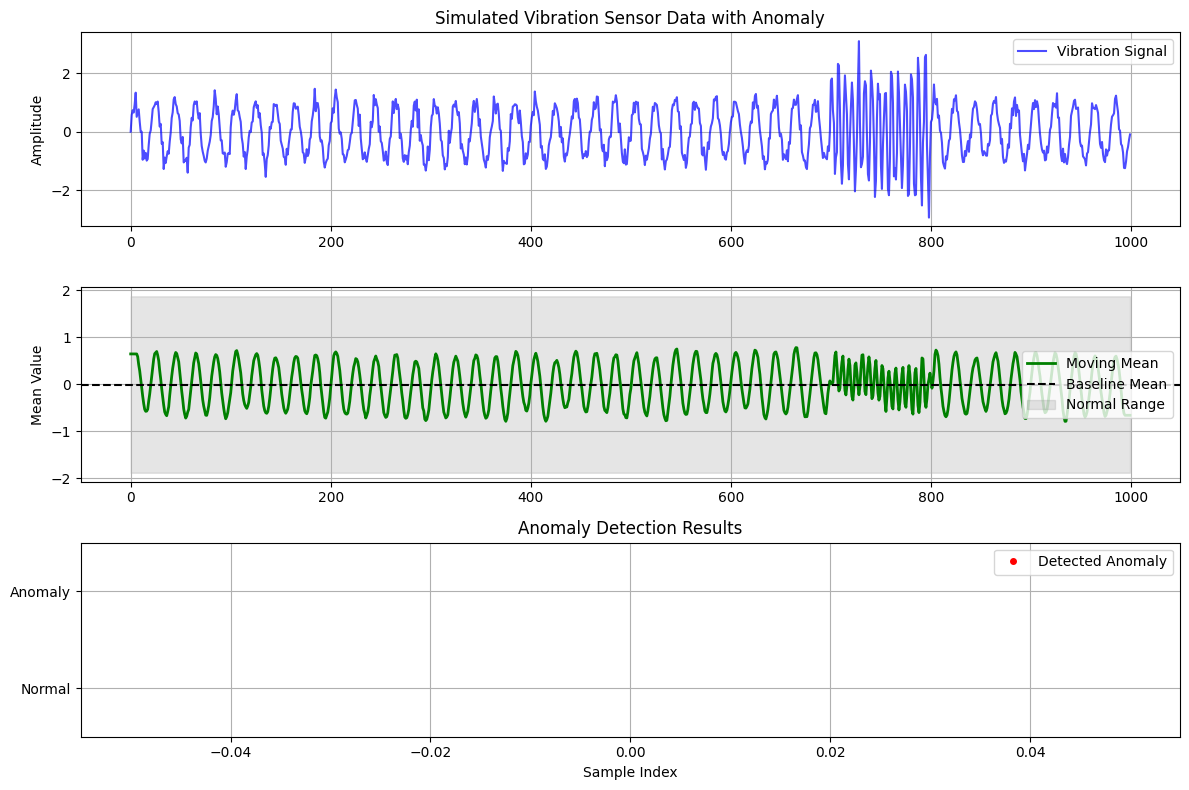 Simulated Vibration Sensor Data with Anomaly
Vibration Signal
Amplitude
2
0
−2
0 200 400 600 800 1000
Mean Value
2
1
0
−1
−2
Moving Mean
Baseline Mean
Normal Range
0 200 400 600 800 1000
Anomaly Detection Results
Detected Anomaly
Anomaly
Normal
−0.04 −0.02 0.00 0.02 0.04
Sample Index